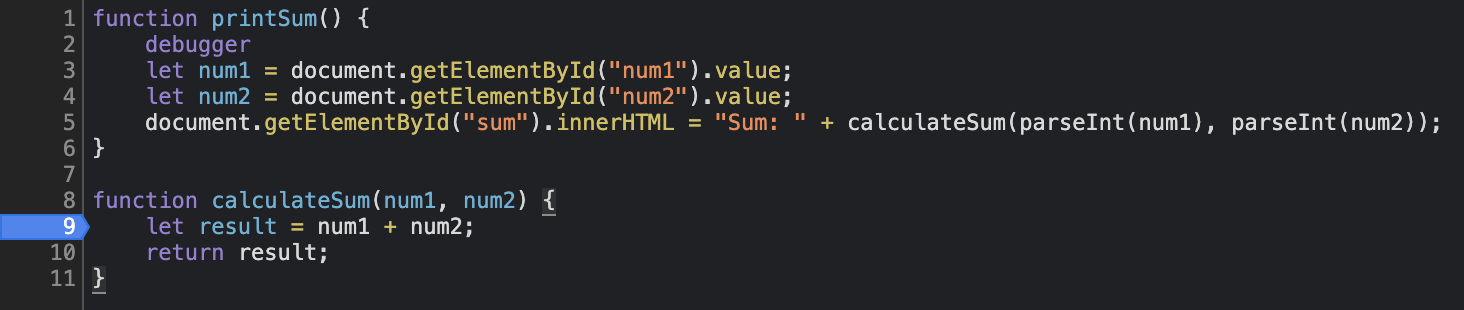 1 function printSum() {
2     debugger
3     let num1 = document.getElementById("num1").value;
4     let num2 = document.getElementById("num2").value;
5     document.getElementById("sum").innerHTML = "Sum: " + calculateSum(parseInt(num1), parseInt(num2));
6 }
7
8 function calculateSum(num1, num2) {
9     let result = num1 + num2;
10     return result;
11 }